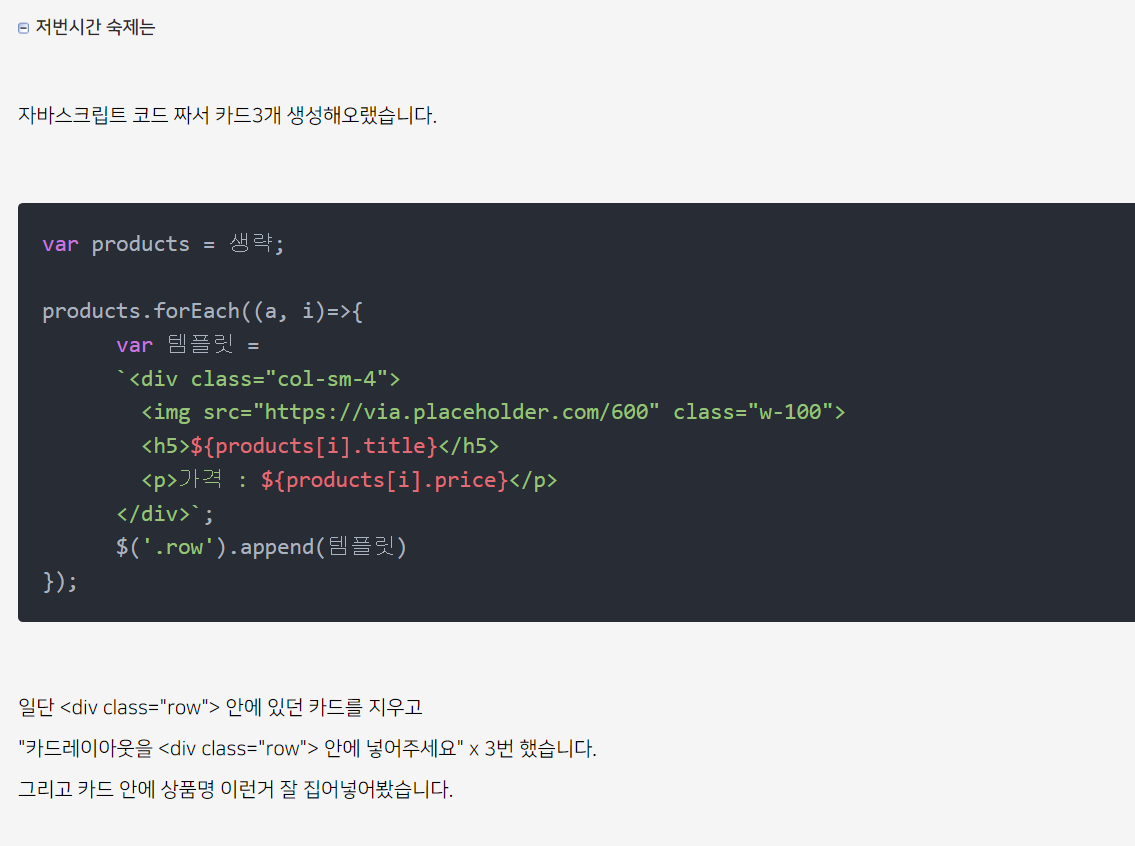 저번시간 숙제는
자바스크립트 코드 짜서 카드3개 생성해오랬습니다.
var products = 생략;
products.forEach((a, i)=>{
var 템플릿 =
`<div class="col-sm-4">
<img src="https://via.placeholder.com/600" class="w-100">
<h5>${products[i].title}</h5>
<p>가격 : ${products[i].price}</p>
</div>`;
$('.row').append(템플릿)
});
일단 <div class="row"> 안에 있던 카드를 지우고
"카드레이아웃을 <div class="row"> 안에 넣어주세요" x 3번 했습니다.
그리고 카드 안에 상품명 이런거 잘 집어넣어봤습니다.